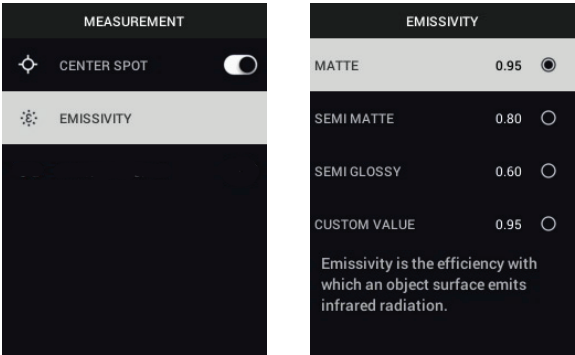 MEASUREMENT
CENTER SPOT
EMISSIVITY
EMISSIVITY
MATTE 0.95
SEMI MATTE 0.80
SEMI GLOSSY 0.60
CUSTOM VALUE 0.95
Emissivity is the efficiency with
which an object surface emits
infrared radiation.